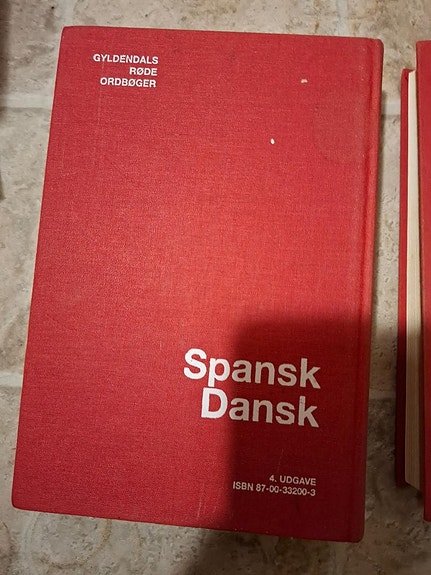 GYLDENDALS
RØDE
ORDBØGER
Spansk
Dansk
4. UDGAVE
ISBN 87-00-33200-3